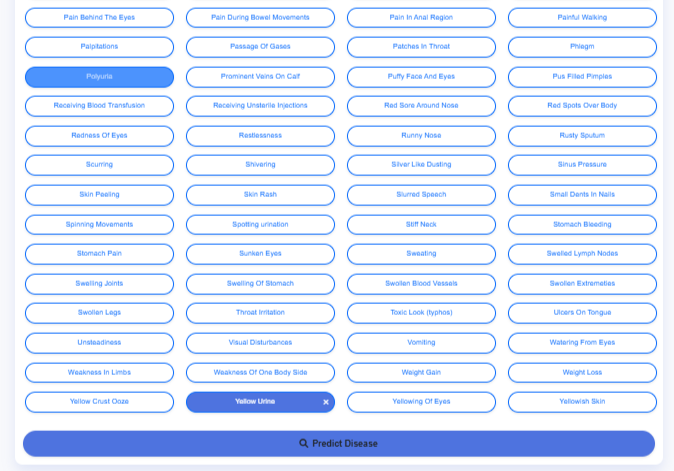 Pain Behind The Eyes
Pain During Bowel Movements
Pain In Anal Region
Painful Walking
Palpitations
Passage Of Gases
Patches In Throat
Phlegm
Polyuria
Prominent Veins On Calf
Puffy Face And Eyes
Pus Filled Pimples
Receiving Blood Transfusion
Receiving Unsterlie Injections
Red Sore Around Nose
Red Spots Over Body
Redness Of Eyes
Restlessness
Runny Nose
Rusty Sputum
Scurring
Shivering
Silver Like Dusting
Sinus Pressure
Skin Peeling
Skin Rash
Slurred Speech
Small Dents In Nails
Spinning Movements
Spotting urination
Stiff Neck
Stomach Bleeding
Stomach Pain
Sunken Eyes
Sweating
Swelled Lymph Nodes
Swelling Joints
Swelling Of Stomach
Swollen Blood Vessels
Swollen Extremeties
Swollen Legs
Throat Irritation
Toxic Look (typhos)
Ulcers On Tongue
Unsteadiness
Visual Disturbances
Vomiting
Watering From Eyes
Weakness In Limbs
Weakness Of One Body Side
Weight Gain
Weight Loss
Yellow Crust Ooze
Yellow Urine ×
Yellowing Of Eyes
Yellowish Skin
Predict Disease